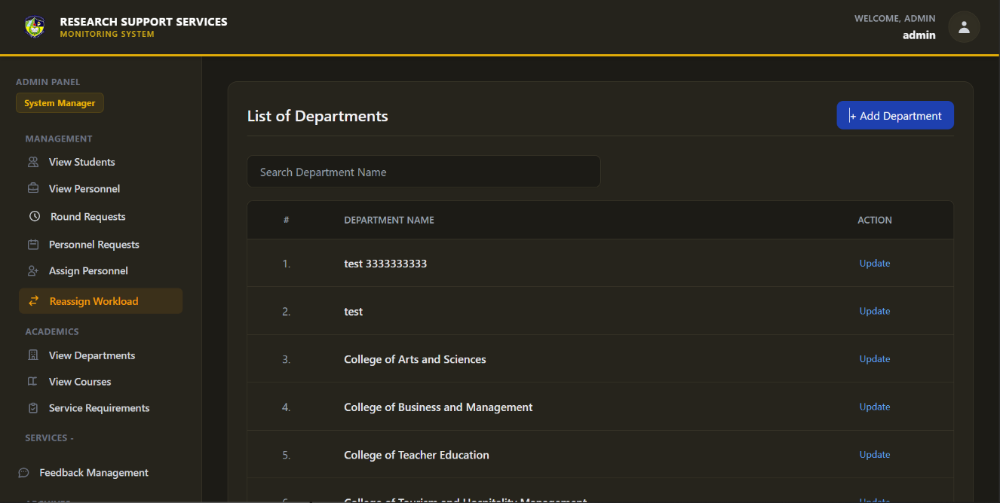 RESEARCH SUPPORT SERVICES
MONITORING SYSTEM
WELCOME, ADMIN
admin
ADMIN PANEL
System Manager
MANAGEMENT
View Students
View Personnel
Round Requests
Personnel Requests
Assign Personnel
Reassign Workload
ACADEMICS
View Departments
View Courses
Service Requirements
SERVICES -
Feedback Management
ARCHIVES
List of Departments
+ Add Department
Search Department Name
# DEPARTMENT NAME ACTION
1. test 3333333333 Update
2. test Update
3. College of Arts and Sciences Update
4. College of Business and Management Update
5. College of Teacher Education Update
6. College of Tourism and Hospitality Management Update